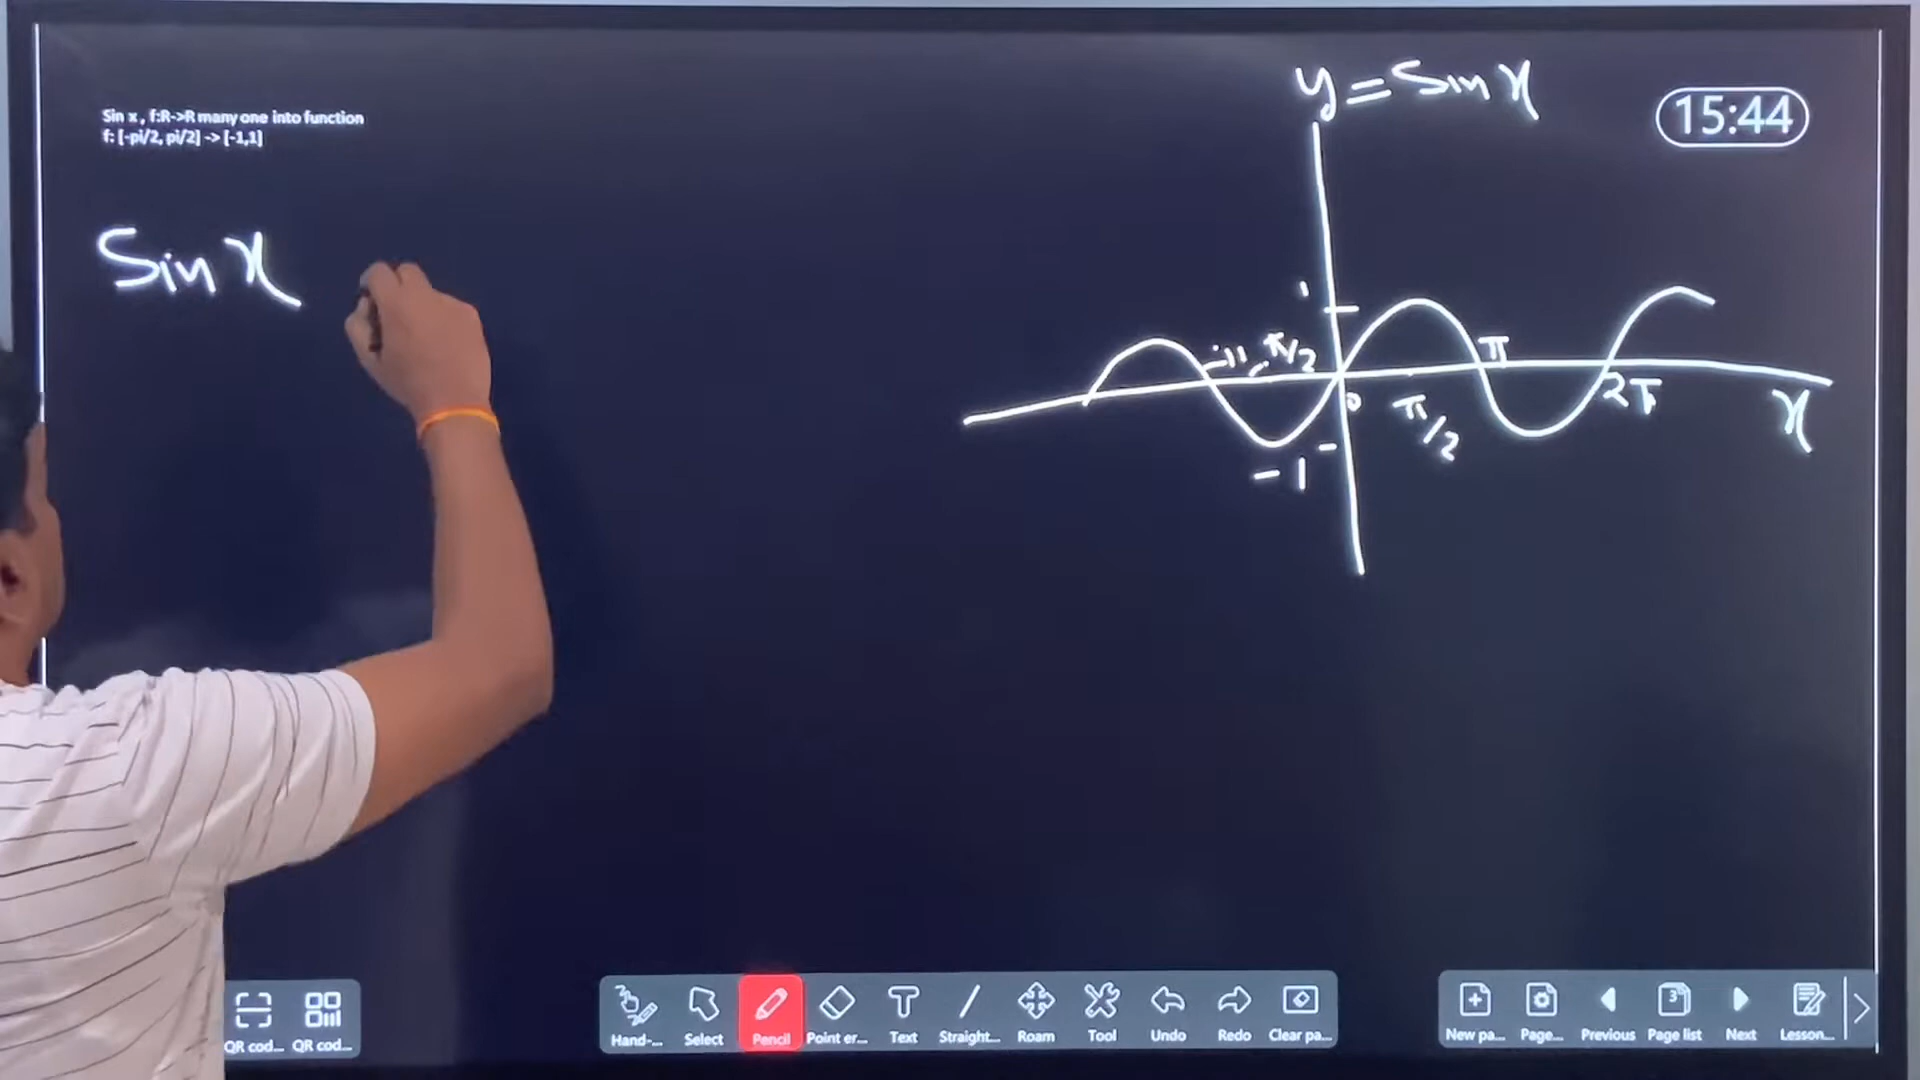 y = Sin x
15:44
Sin x , f:R->R many one into function
f: [-pi/2, pi/2] -> [-1,1]
Sin x
1
-π -π/2 π
0 π/2 2π x
-1
QR cod... QR cod... Hand-... Select Pencil Point er... Text Straight... Roam Tool Undo Redo Clear pa... New pa... Page... Previous Page list Next Lesson...
3